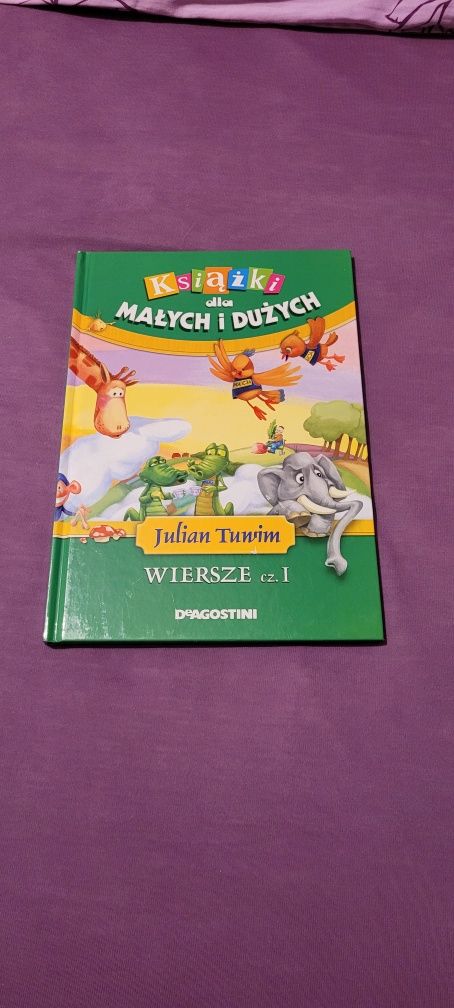 Książki
dla
MAŁYCH i DUŻYCH
Julian Tuwim
WIERSZE cz. I
DeAGOSTINI